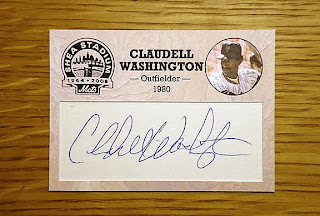 SHEA STADIUM
1964 • 2008
Mets
CLAUDELL
WASHINGTON
— Outfielder —
1980